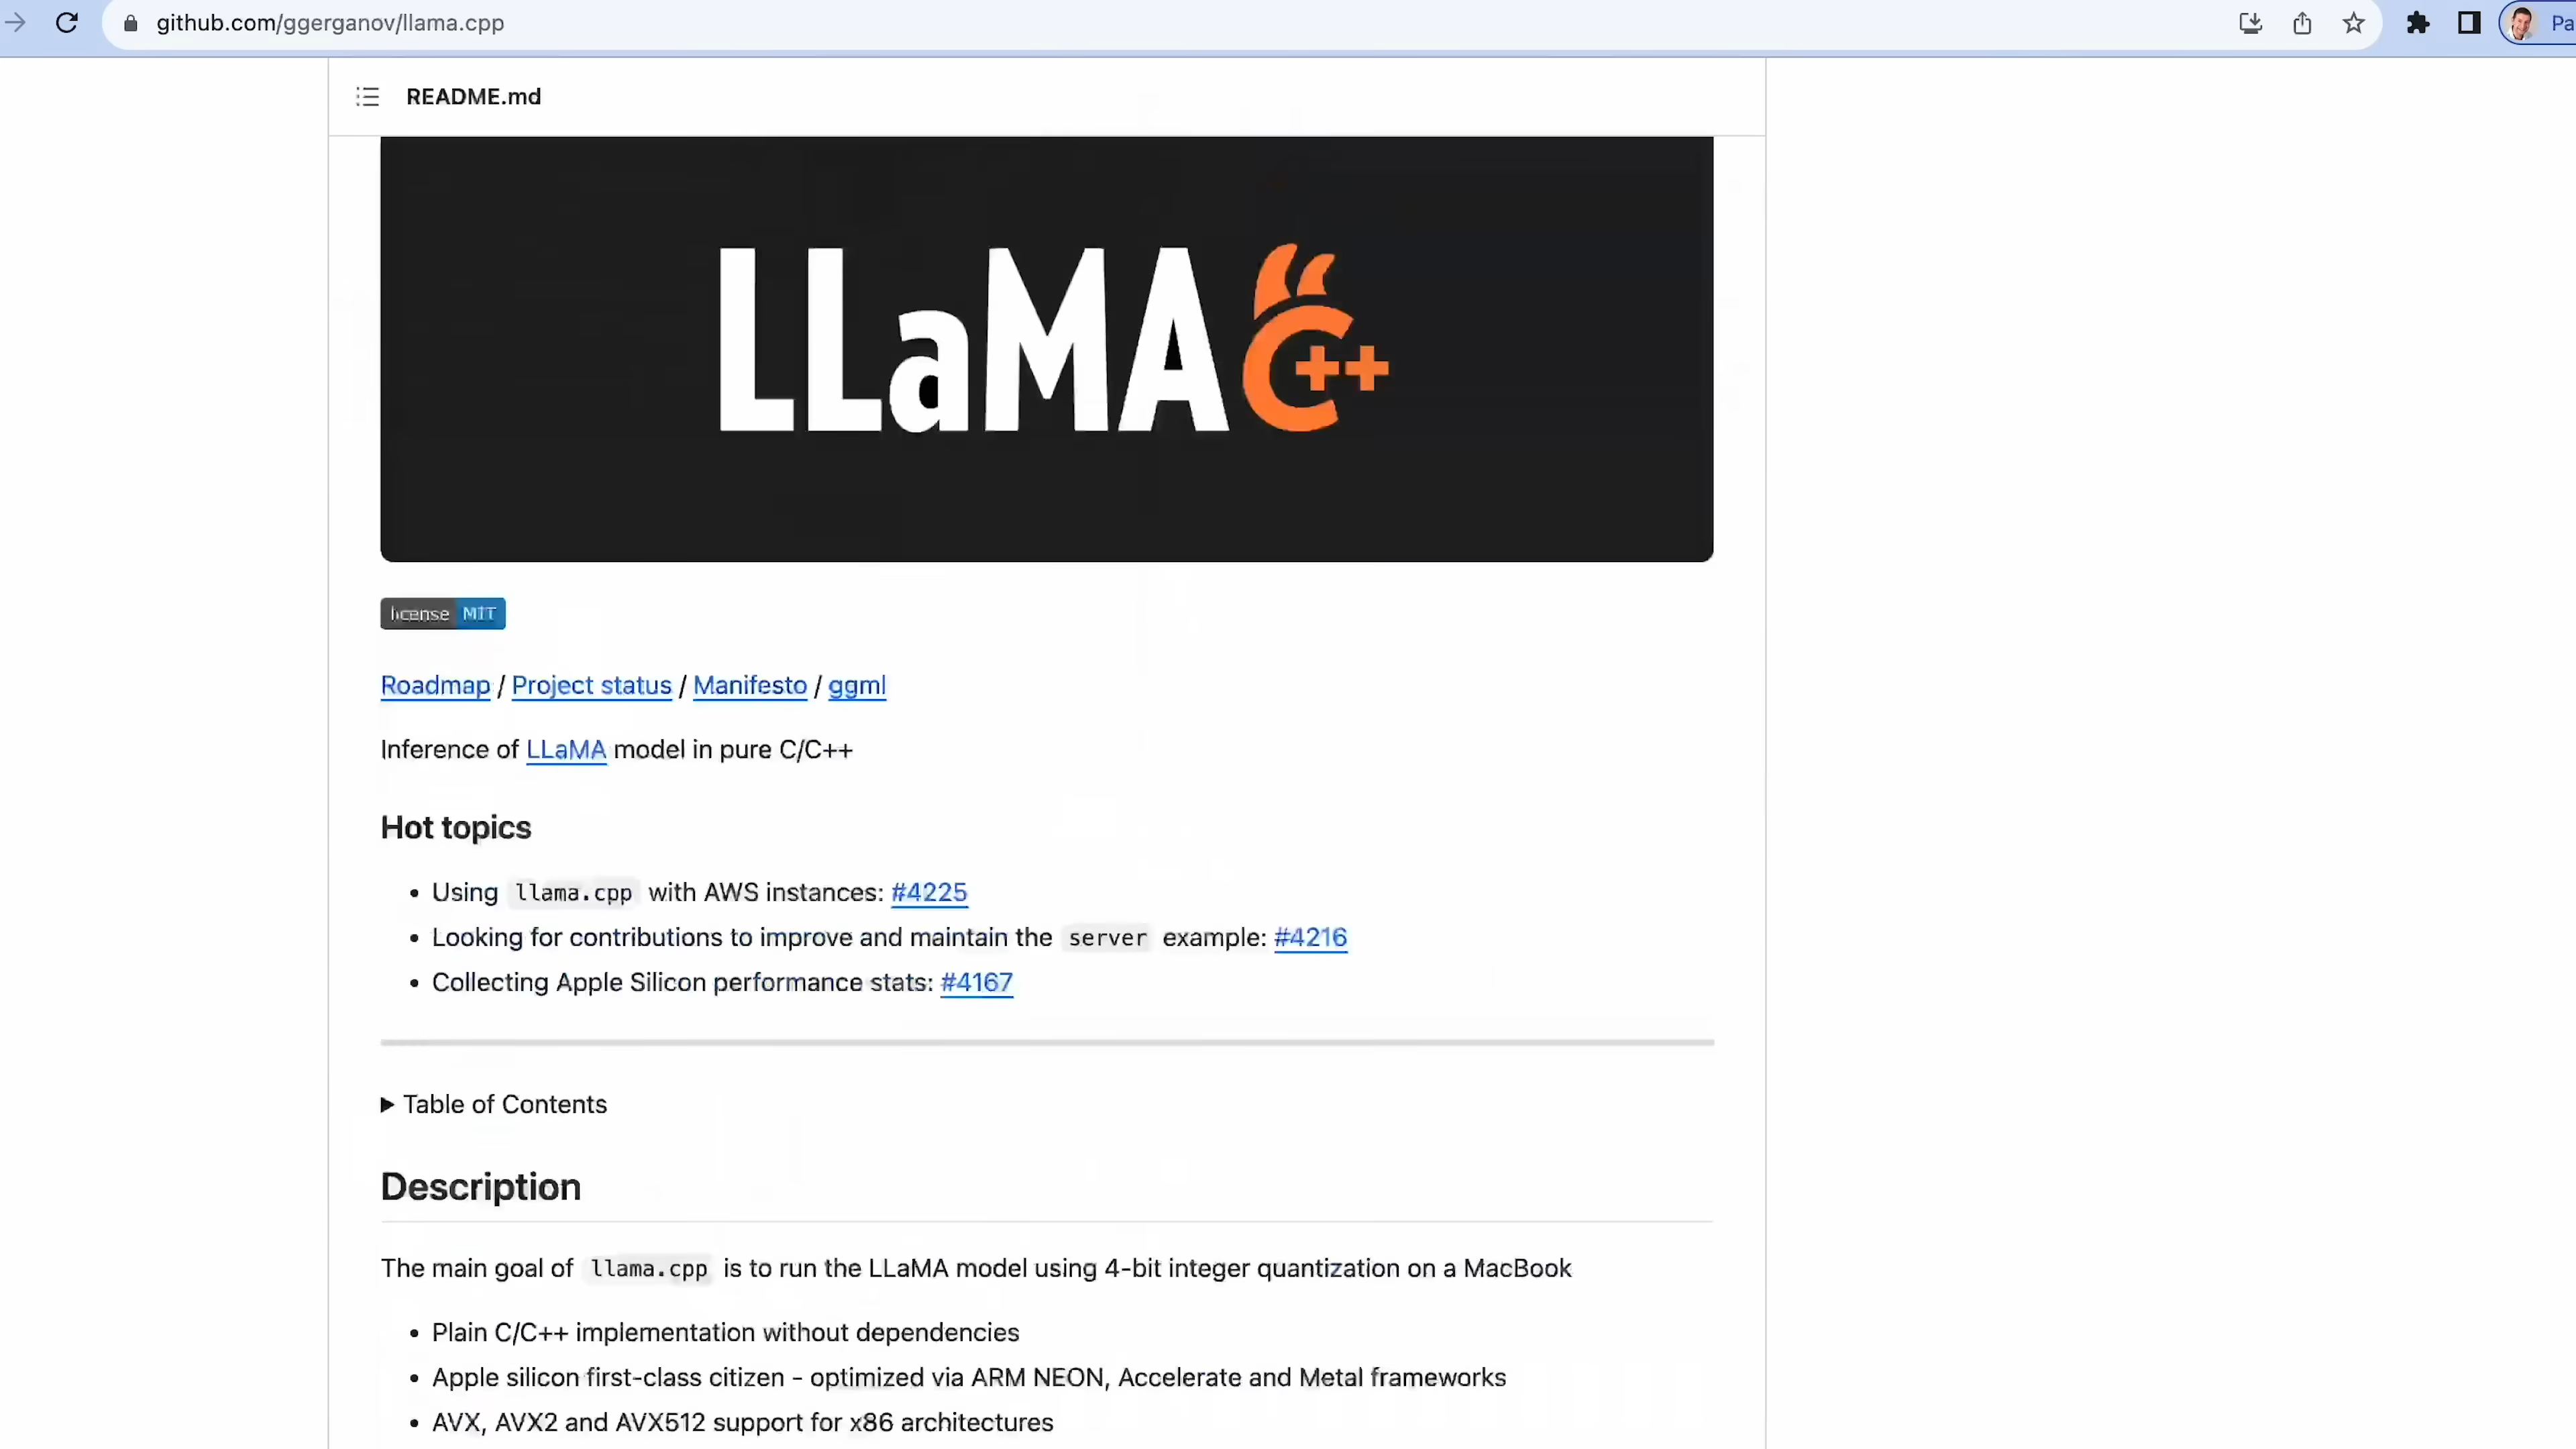 github.com/ggerganov/llama.cpp
Pa
README.md
LLaMA C++
license MIT
Roadmap / Project status / Manifesto / ggml
Inference of LLaMA model in pure C/C++
Hot topics
• Using llama.cpp with AWS instances: #4225
• Looking for contributions to improve and maintain the server example: #4216
• Collecting Apple Silicon performance stats: #4167
Table of Contents
Description
The main goal of llama.cpp is to run the LLaMA model using 4-bit integer quantization on a MacBook
• Plain C/C++ implementation without dependencies
• Apple silicon first-class citizen - optimized via ARM NEON, Accelerate and Metal frameworks
• AVX, AVX2 and AVX512 support for x86 architectures